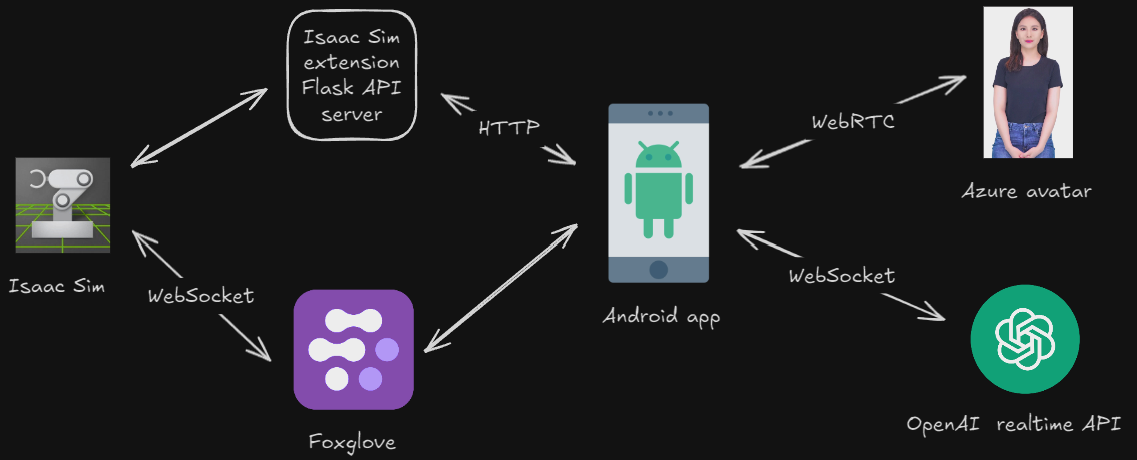 Isaac Sim
extension
Flask API
server
HTTP
WebRTC
Azure avatar
Isaac Sim
WebSocket
WebSocket
Android app
Foxglove
OpenAI realtime API